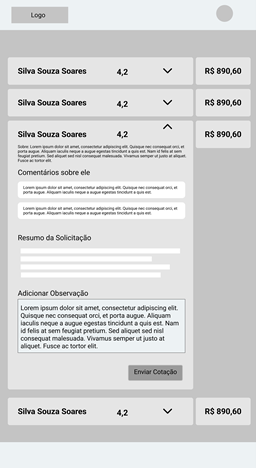 Logo
Silva Souza Soares 4,2 R$ 890,60
Silva Souza Soares 4,2 R$ 890,60
Silva Souza Soares 4,2 R$ 890,60
Sobre: Lorem ipsum dolor sit amet, consectetur adipiscing elit. Quisque nec consequat orci, et
porta augue. Aliquam iaculis neque a augue egestas tincidunt a quis est. Nam id felis at sem
feugiat pretium. Sed aliquet sed nisl consequat malesuada. Vivamus semper ut justo at aliquet.
Fusce ac tortor elit.
Comentários sobre ele
Lorem ipsum dolor sit amet, consectetur adipiscing elit. Quisque nec consequat orci, et
porta augue. Aliquam iaculis neque a augue egestas tincidunt a quis est.
Lorem ipsum dolor sit amet, consectetur adipiscing elit. Quisque nec consequat orci, et
porta augue. Aliquam iaculis neque a augue egestas tincidunt a quis est.
Resumo da Solicitação
Adicionar Observação
Lorem ipsum dolor sit amet, consectetur adipiscing elit.
Quisque nec consequat orci, et porta augue. Aliquam
iaculis neque a augue egestas tincidunt a quis est. Nam
id felis at sem feugiat pretium. Sed aliquet sed nisl
consequat malesuada. Vivamus semper ut justo at
aliquet. Fusce ac tortor elit.
Enviar Cotação
Silva Souza Soares 4,2 R$ 890,60